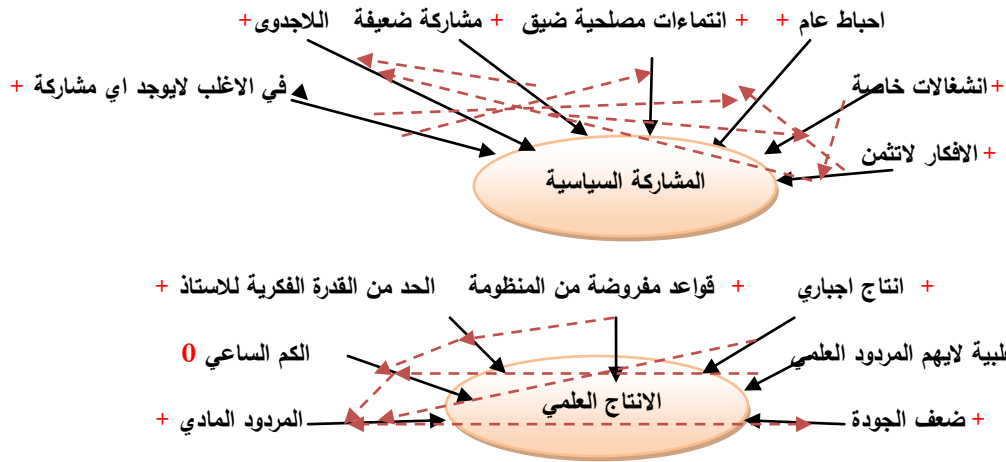 احباط عام + + انتماءات مصلحية ضيق + مشاركة ضعيفة اللاجدوى+
+انشغالات خاصة
في الاغلب لايوجد اي مشاركة +
+ الافكار لاتثمن
المشاركة السياسية
+ انتاج اجباري + قواعد مفروضة من المنظومة الحد من القدرة الفكرية للاستاذ +
لايهم المردود العلمي الكم الساعي 0
الانتاج العلمي
+ ضعف الجودة المردود المادي +